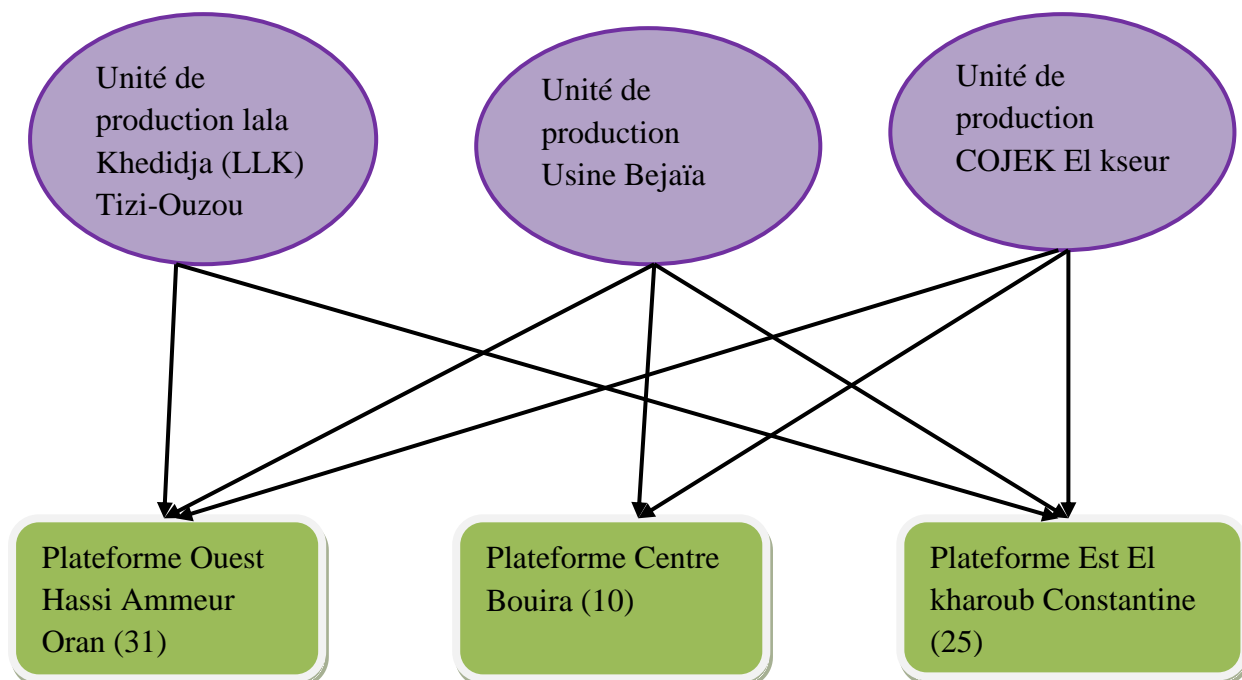 Unité de
production lala
Khedidja (LLK)
Tizi-Ouzou
Unité de
production
Usine Bejaïa
Unité de
production
COJEK El kseur
Plateforme Ouest
Hassi Ammeur
Oran (31)
Plateforme Centre
Bouira (10)
Plateforme Est El
kharoub Constantine
(25)